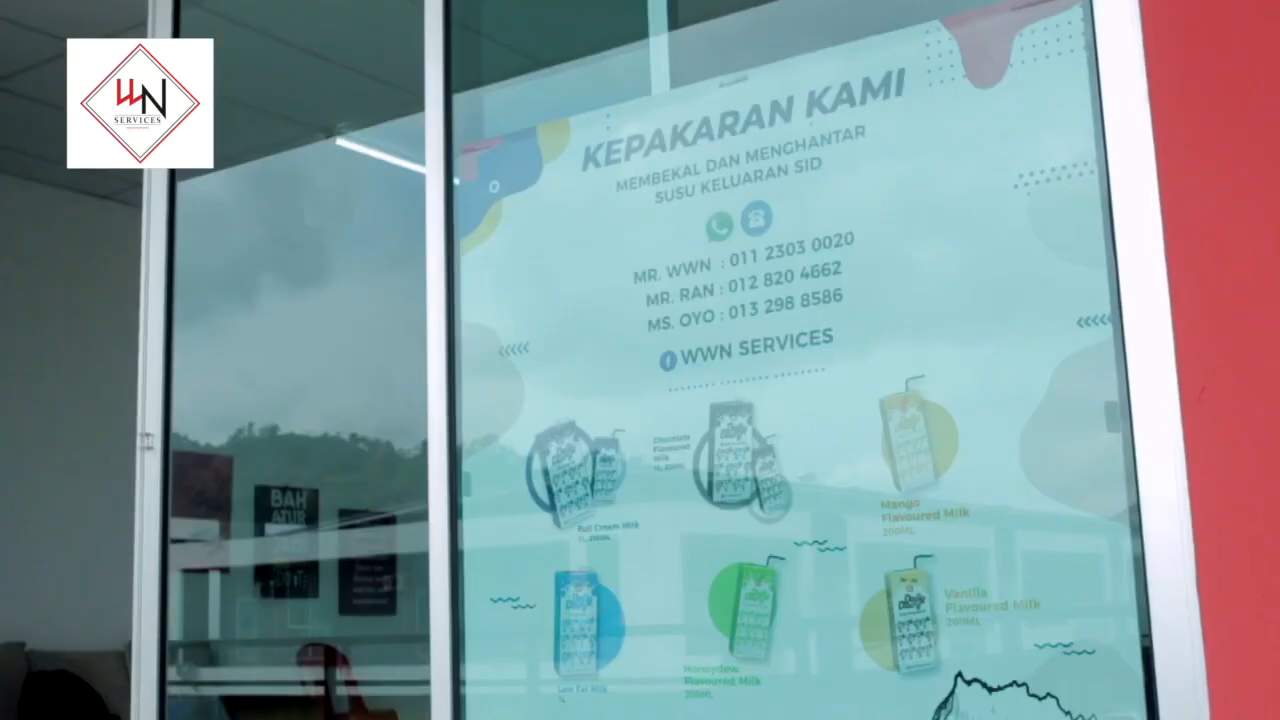 WN
SERVICES
KEPAKARAN KAMI
MEMBEKAL DAN MENGHANTAR
SUSU KELUARAN SID
MR. WWN : 011 2303 0020
MR. RAN : 012 820 4662
MS. OYO : 013 298 8586
WWN SERVICES
Chocolate
Flavoured
Milk
Full Cream Milk
Mango
Flavoured Milk
200ML
BAH
Vanilla
Flavoured Milk
200ML
Honeydew
Flavoured Milk
200ML
Low Fat Milk
1L